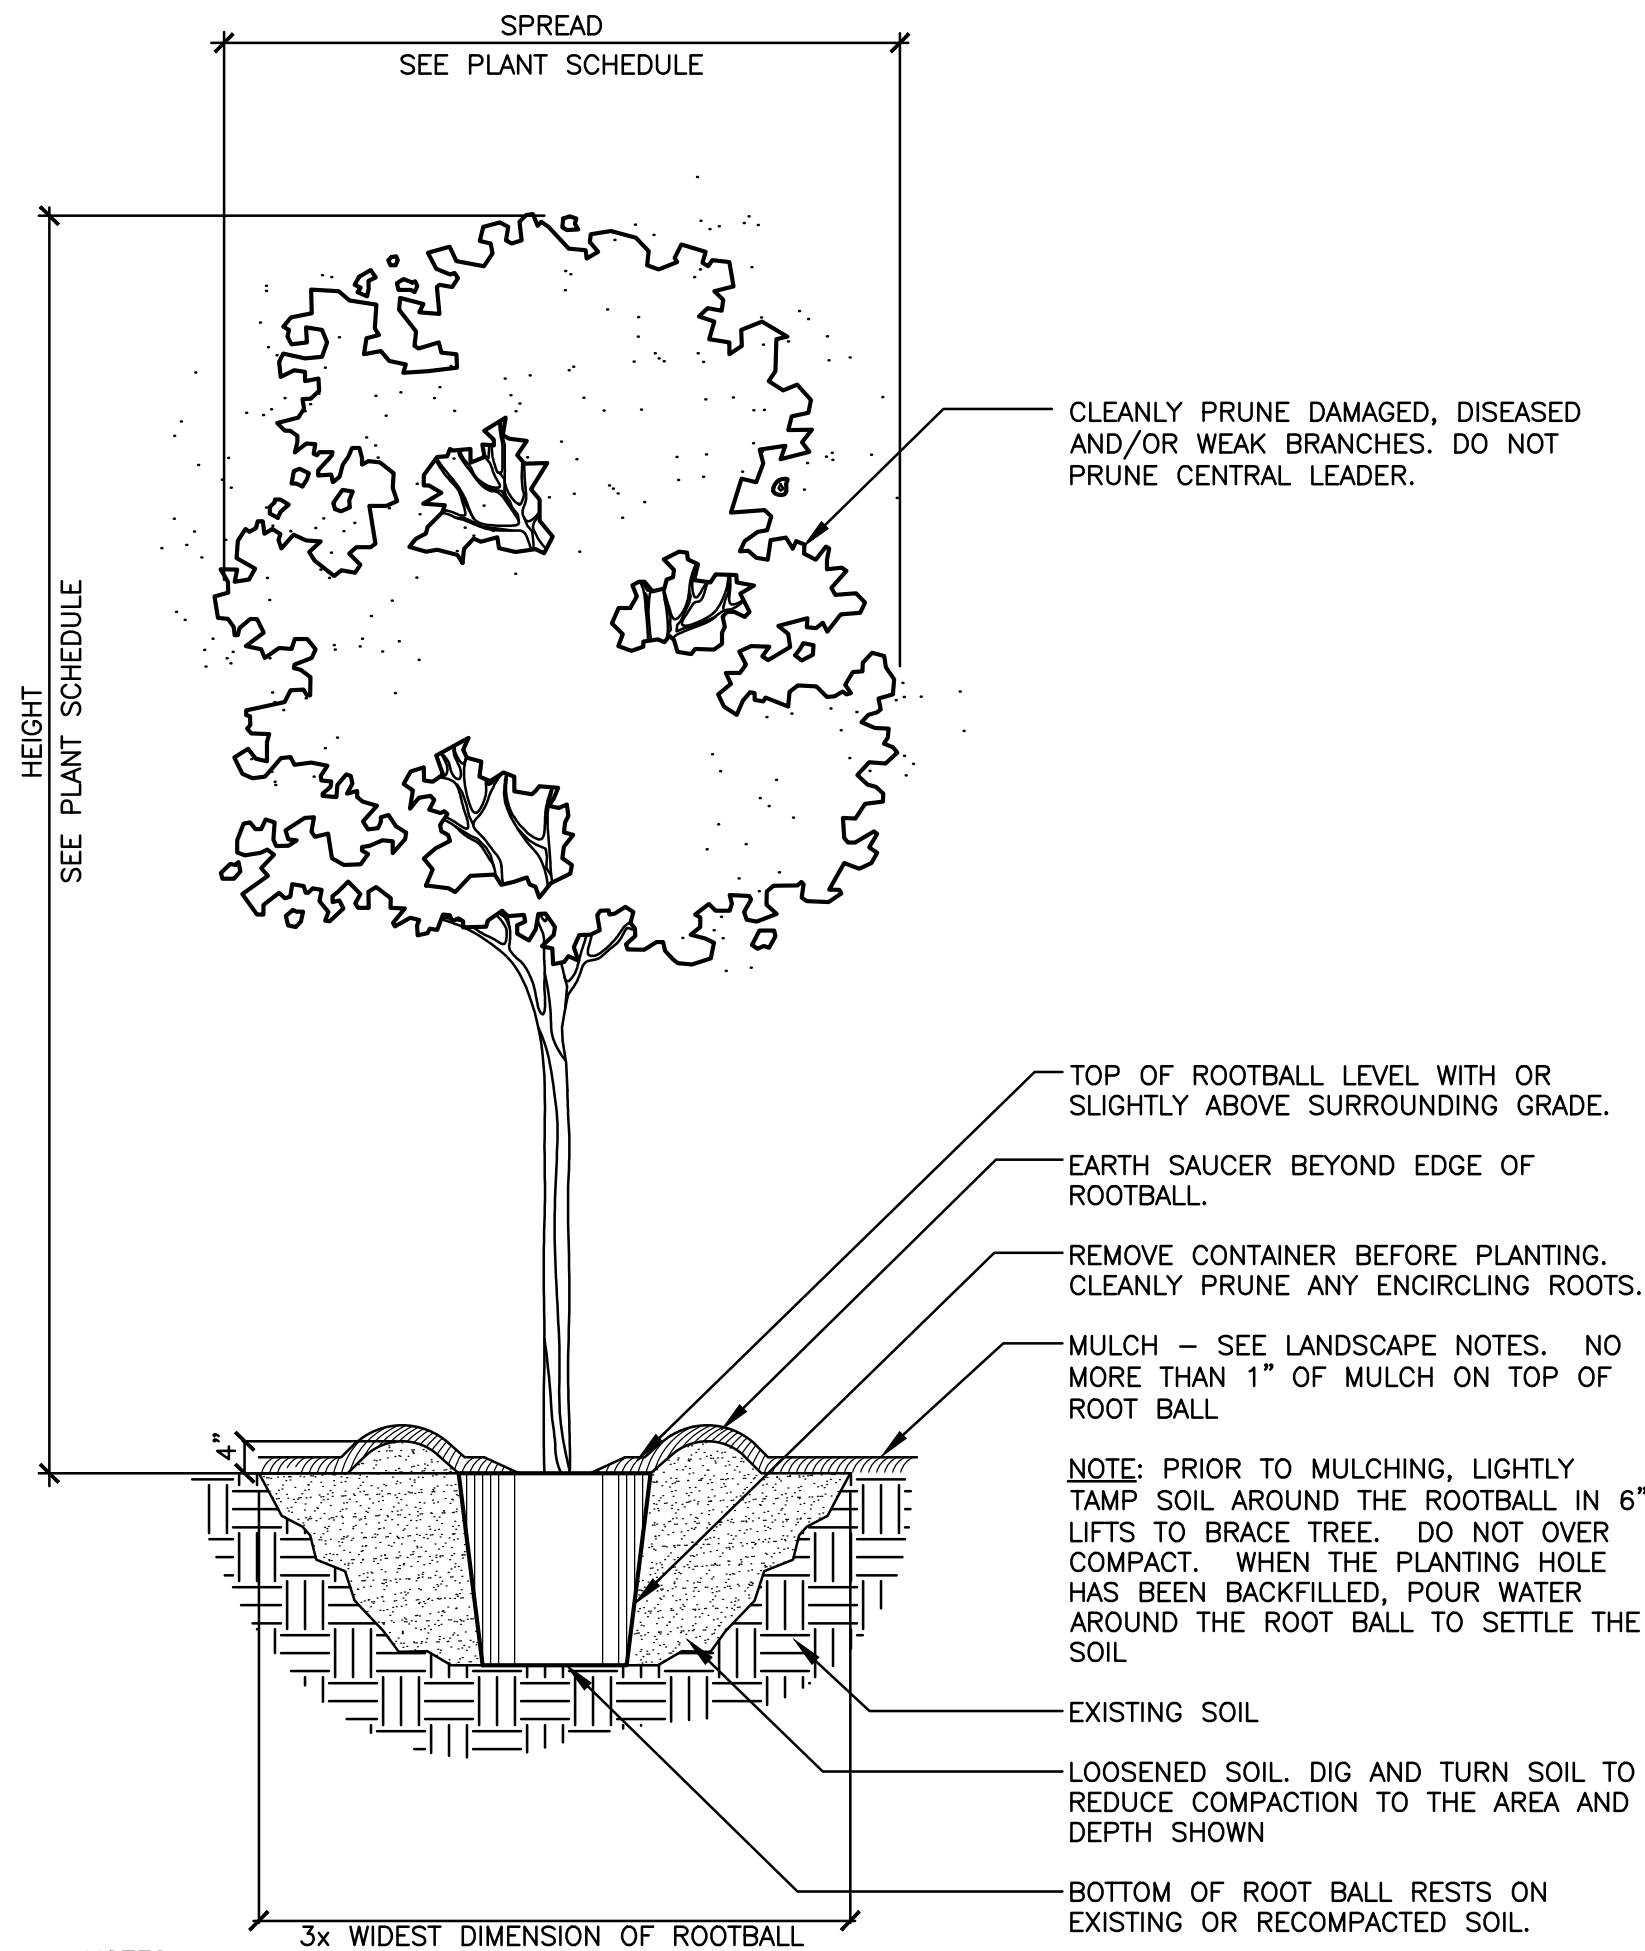 SPREAD
SEE PLANT SCHEDULE
HEIGHT
SEE PLANT SCHEDULE
CLEANLY PRUNE DAMAGED, DISEASED
AND/OR WEAK BRANCHES. DO NOT
PRUNE CENTRAL LEADER.
TOP OF ROOTBALL LEVEL WITH OR
SLIGHTLY ABOVE SURROUNDING GRADE.
EARTH SAUCER BEYOND EDGE OF
ROOTBALL.
REMOVE CONTAINER BEFORE PLANTING.
CLEANLY PRUNE ANY ENCIRCLING ROOTS.
MULCH – SEE LANDSCAPE NOTES. NO
MORE THAN 1” OF MULCH ON TOP OF
ROOT BALL
4”
NOTE: PRIOR TO MULCHING, LIGHTLY
TAMP SOIL AROUND THE ROOTBALL IN 6”
LIFTS TO BRACE TREE. DO NOT OVER
COMPACT. WHEN THE PLANTING HOLE
HAS BEEN BACKFILLED, POUR WATER
AROUND THE ROOT BALL TO SETTLE THE
SOIL
EXISTING SOIL
LOOSENED SOIL. DIG AND TURN SOIL TO
REDUCE COMPACTION TO THE AREA AND
DEPTH SHOWN
BOTTOM OF ROOT BALL RESTS ON
EXISTING OR RECOMPACTED SOIL.
3x WIDEST DIMENSION OF ROOTBALL